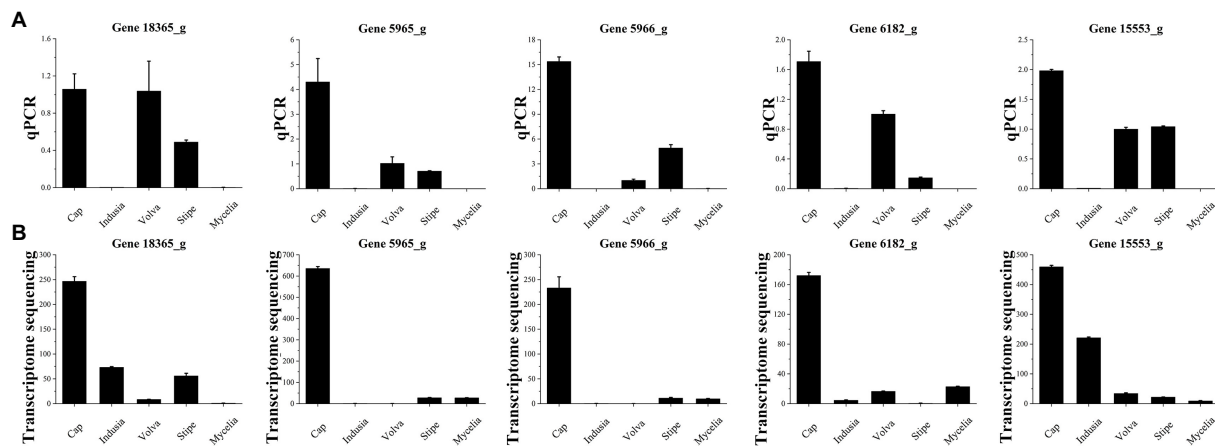 A
Gene 18365_g
qPCR
1.6
1.2
0.8
0.4
0.0
Cap
Indusia
Volva
Stipe
Mycelia
Gene 5965_g
qPCR
6
5
4
3
2
1
0
Cap
Indusia
Volva
Stipe
Mycelia
Gene 5966_g
qPCR
18
15
12
9
6
3
0
Cap
Indusia
Volva
Stipe
Mycelia
Gene 6182_g
qPCR
2.0
1.6
1.2
0.8
0.4
0.0
Cap
Indusia
Volva
Stipe
Mycelia
Gene 15553_g
qPCR
2.5
2.0
1.5
1.0
0.5
0.0
Cap
Indusia
Volva
Stipe
Mycelia
B
Gene 18365_g
Transcriptome sequencing
300
250
200
150
100
50
0
Cap
Indusia
Volva
Stipe
Mycelia
Gene 5965_g
Transcriptome sequencing
700
600
500
400
300
200
100
0
Cap
Indusia
Volva
Stipe
Mycelia
Gene 5966_g
Transcriptome sequencing
300
250
200
150
100
50
0
Cap
Indusia
Volva
Stipe
Mycelia
Gene 6182_g
Transcriptome sequencing
200
160
120
80
40
0
Cap
Indusia
Volva
Stipe
Mycelia
Gene 15553_g
Transcriptome sequencing
500
400
300
200
100
0
Cap
Indusia
Volva
Stipe
Mycelia